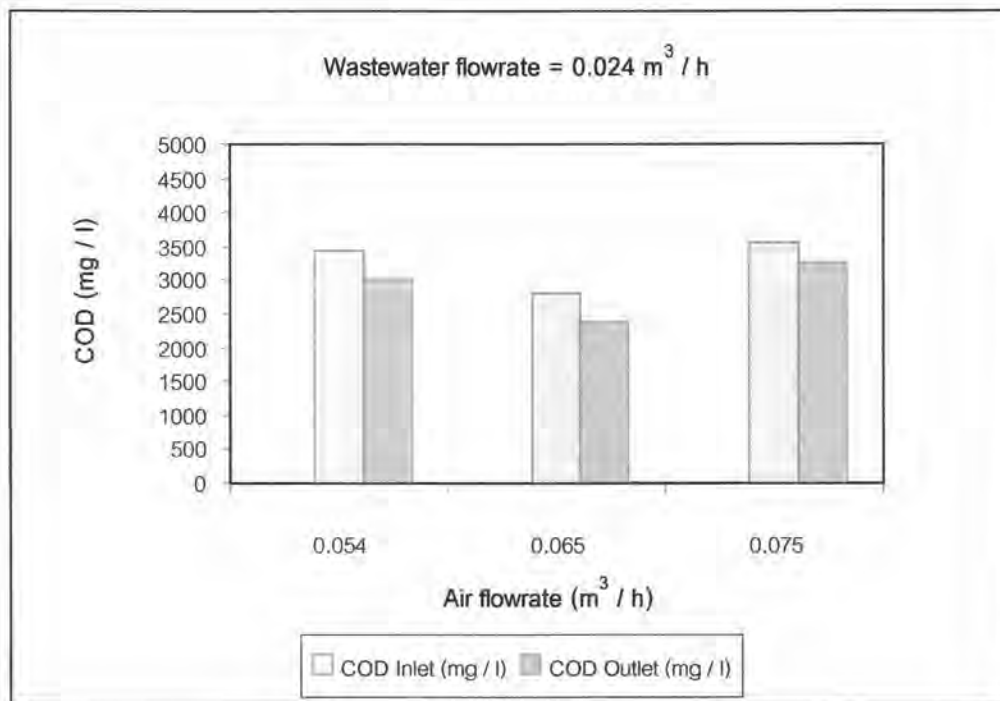 Wastewater flowrate = 0.024 m³ / h
5000
4500
4000
3500
3000
2500
2000
1500
1000
500
0
COD (mg / l)
0.054 0.065 0.075
Air flowrate (m³ / h)
COD Inlet (mg / l) COD Outlet (mg / l)